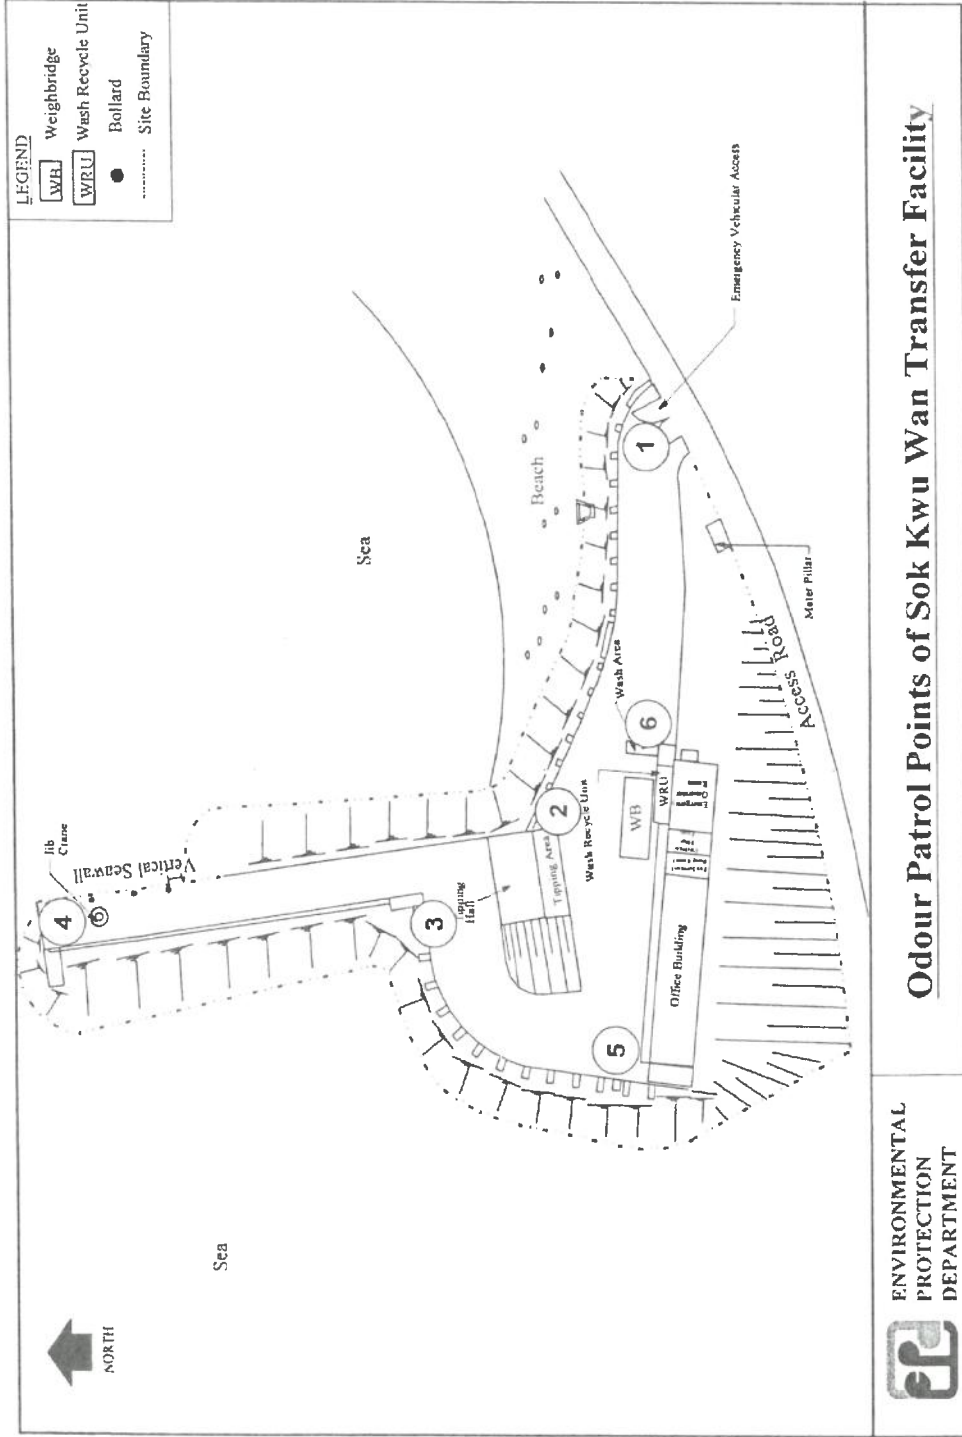 LEGEND
WB Weighbridge
WRU Wash Recycle Unit
Bollard
Site Boundary
NORTH
Sea
Sea
Beach
Jib
Crane
Vertical Seawall
4
3
2
1
5
6
Tipping Area
Hall
Wash Recycle Unit
Wash Area
WB
WRU
Office Building
Emergency Vehicular Access
Meter Pillar
Access Road
ENVIRONMENTAL
PROTECTION
DEPARTMENT
Odour Patrol Points of Sok Kwu Wan Transfer Facility